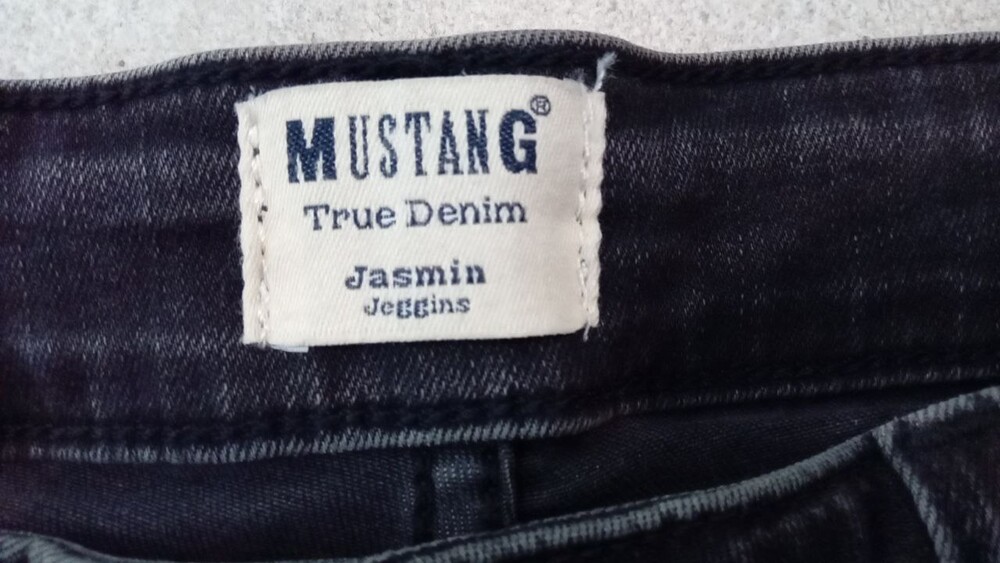 MUSTANG®
True Denim
Jasmin
Jeggins